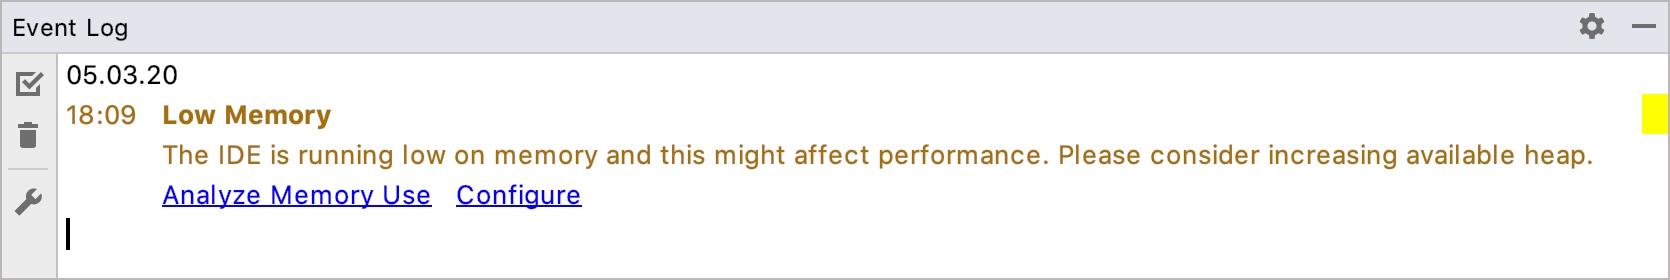 Event Log
05.03.20
18:09 Low Memory
The IDE is running low on memory and this might affect performance. Please consider increasing available heap.
Analyze Memory Use Configure